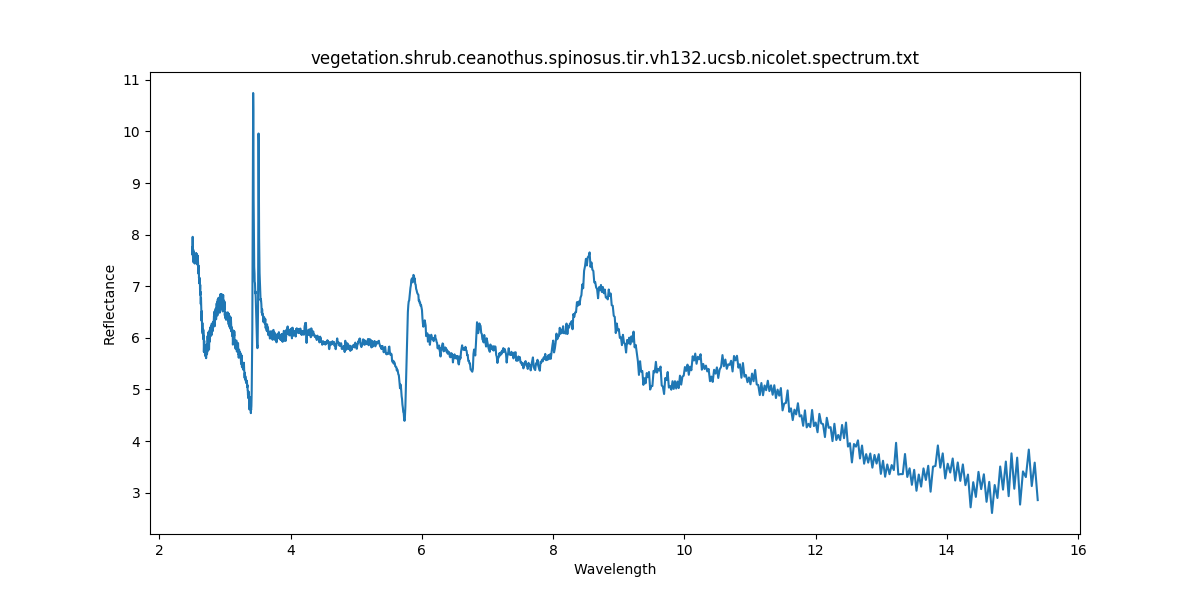 vegetation.shrub.ceanothus.spinosus.tir.vh132.ucsb.nicolet.spectrum.txt
11
10
9
8
7
6
5
4
3
Reflectance
2 4 6 8 10 12 14 16
Wavelength